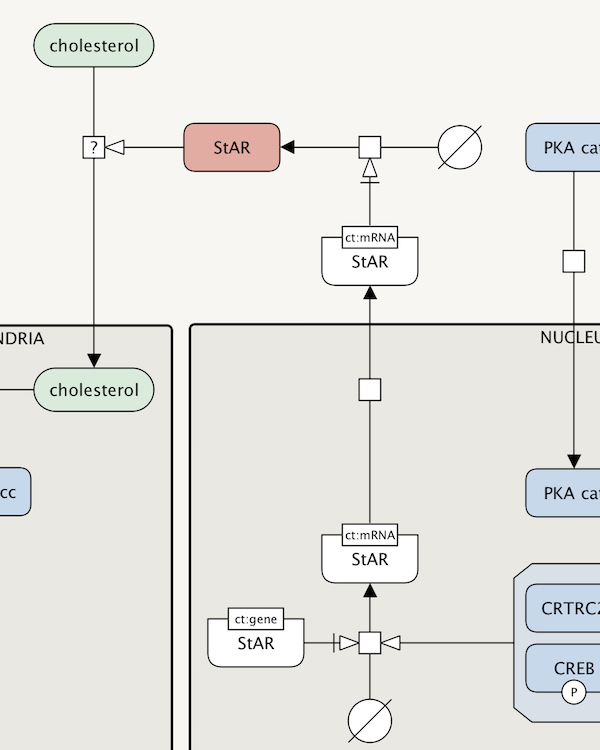 cholesterol
?
StAR
PKA cat
ct:mRNA
StAR
NDRIA
NUCLEU
cholesterol
cc
PKA cat
ct:mRNA
StAR
ct:gene
StAR
CRTRC2
CREB
P